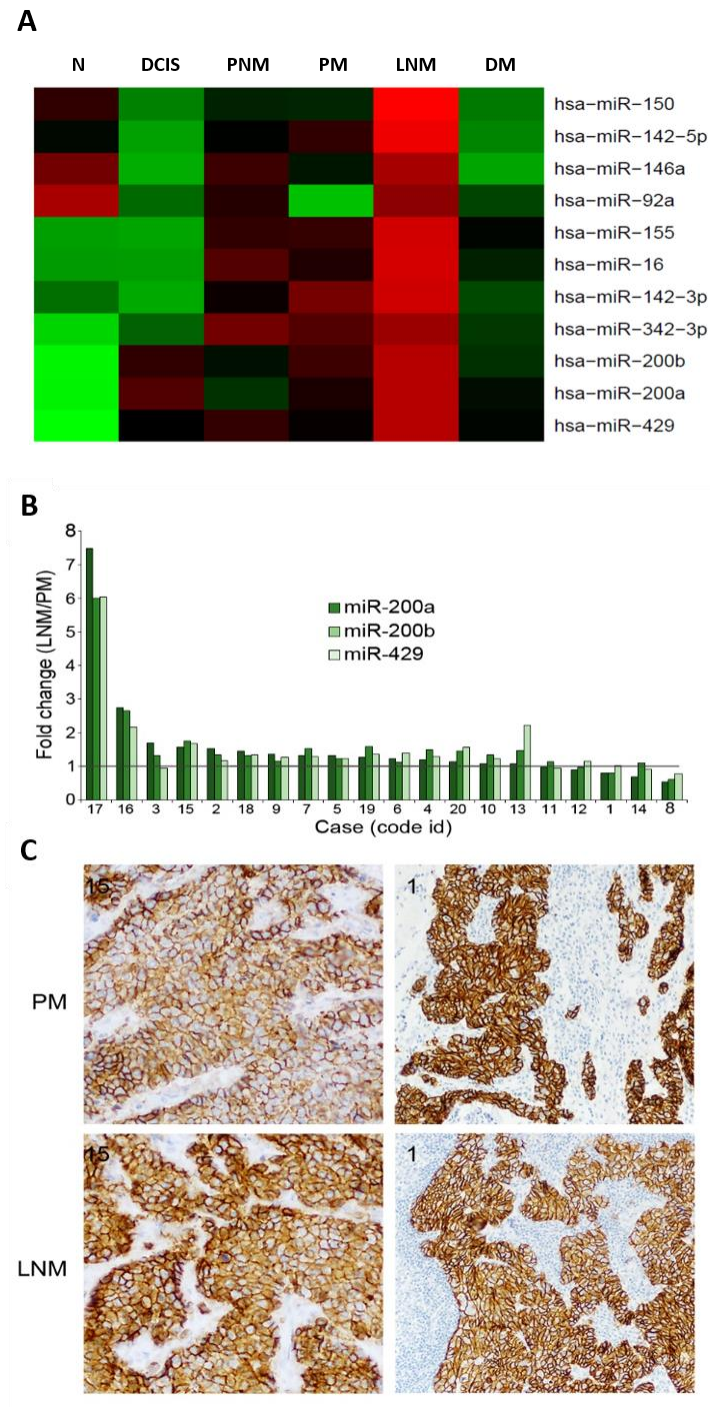 A
N DCIS PNM PM LNM DM
hsa−miR−150
hsa−miR−142−5p
hsa−miR−146a
hsa−miR−92a
hsa−miR−155
hsa−miR−16
hsa−miR−142−3p
hsa−miR−342−3p
hsa−miR−200b
hsa−miR−200a
hsa−miR−429
B
Fold change (LNM/PM)
8
7
6
5
4
3
2
1
0
miR-200a
miR-200b
miR-429
17 16 3 15 2 18 9 7 5 19 6 4 20 10 13 11 12 1 14 8
Case (code id)
C
15 1
PM
15 1
LNM